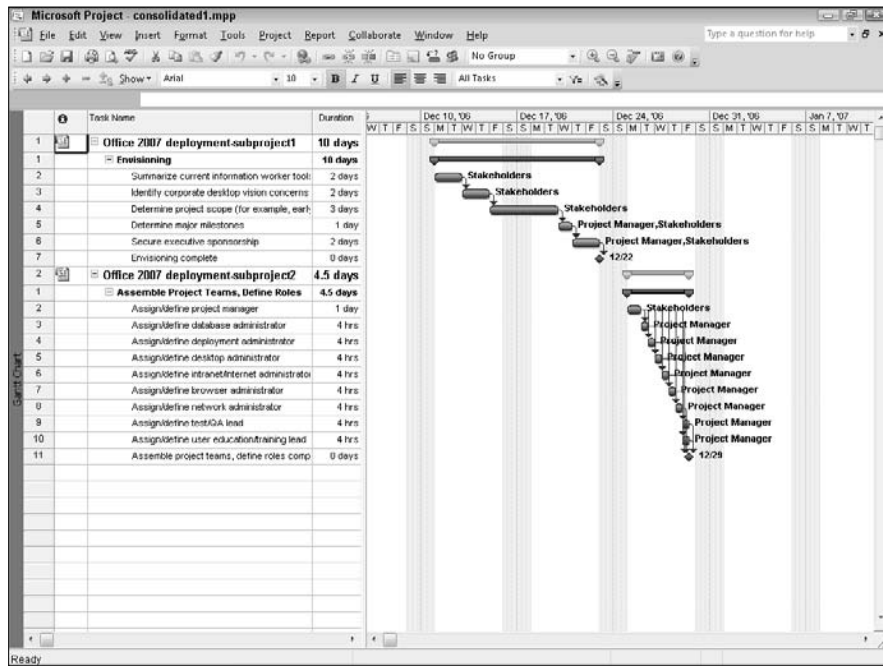 Microsoft Project - consolidated1.mpp
File Edit View Insert Format Tools Project Report Collaborate Window Help Type a question for help
No Group
Show Arial 10 B I U All Tasks
Task Name Duration
Dec 10, '06 Dec 17, '06 Dec 24, '06 Dec 31, '06 Jan 7, '07
W T F S S M T W T F S S M T W T F S S M T W T F S S M T W T F S S M T W T
1 Office 2007 deployment-subproject1 10 days
1 Envisioning 10 days
2 Summarize current information worker tool 2 days Stakeholders
3 Identify corporate desktop vision concerns 2 days Stakeholders
4 Determine project scope (for example, early 3 days Stakeholders
5 Determine major milestones 1 day Project Manager,Stakeholders
6 Secure executive sponsorship 2 days Project Manager,Stakeholders
7 Envisioning complete 0 days 12/22
2 Office 2007 deployment-subproject2 4.5 days
1 Assemble Project Teams, Define Roles 4.5 days
2 Assign/define project manager 1 day Stakeholders
3 Assign/define database administrator 4 hrs Project Manager
4 Assign/define deployment administrator 4 hrs Project Manager
5 Assign/define desktop administrator 4 hrs Project Manager
6 Assign/define intranet/internet administrator 4 hrs Project Manager
7 Assign/define browser administrator 4 hrs Project Manager
8 Assign/define network administrator 4 hrs Project Manager
9 Assign/define test/QA lead 4 hrs Project Manager
10 Assign/define user education/training lead 4 hrs Project Manager
11 Assemble project teams, define roles comp 0 days 12/29
Gantt Chart
Ready